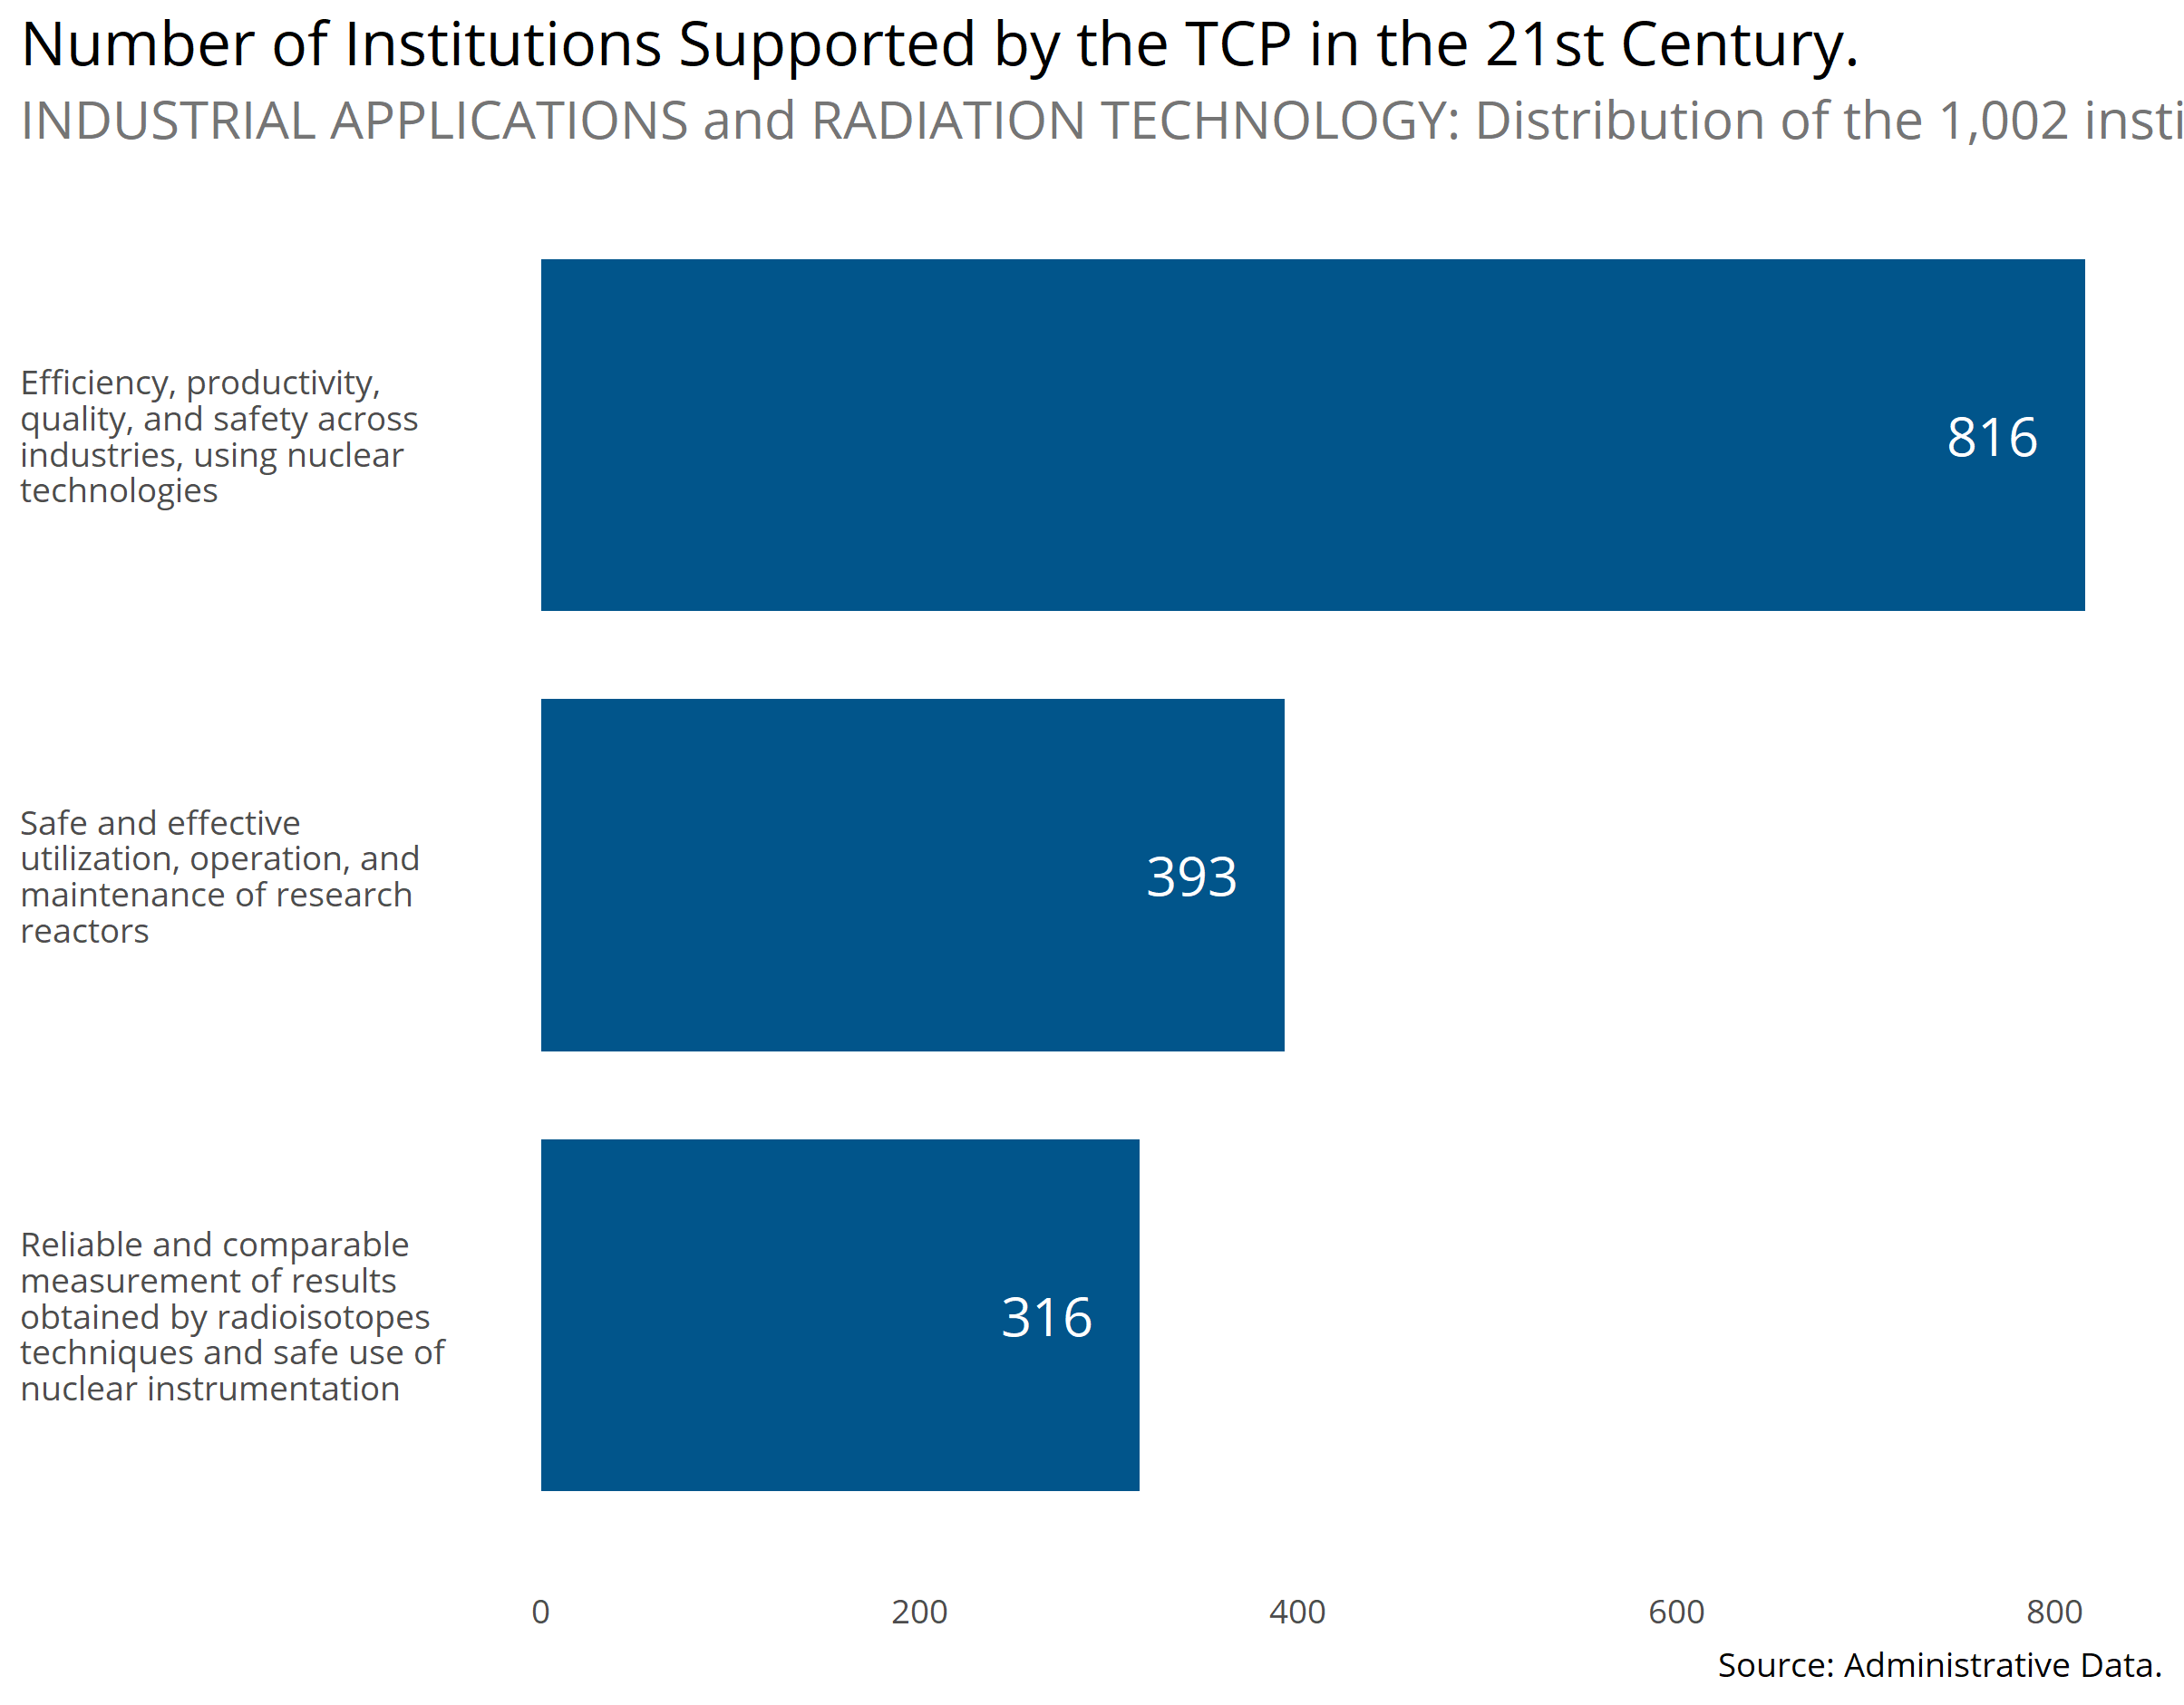 Number of Institutions Supported by the TCP in the 21st Century.
INDUSTRIAL APPLICATIONS and RADIATION TECHNOLOGY: Distribution of the 1,002
Efficiency, productivity,
quality, and safety across
industries, using nuclear
technologies
816
Safe and effective
utilization, operation, and
maintenance of research
reactors
393
Reliable and comparable
measurement of results
obtained by radioisotopes
techniques and safe use of
nuclear instrumentation
316
0 200 400 600 800
Source: Administrative Data.